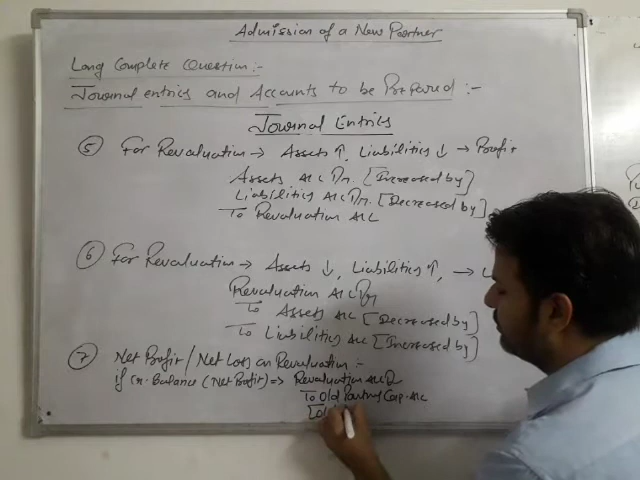 Admission of a New Partner
Long Complete Question:-
Journal entries and Accounts to be Prepared :-
Journal Entries
5 For Revaluation → Assets ↑, Liabilities ↓ → Profit
Assets A/c Dr. [Increased by]
Liabilities A/c Dr. [Decreased by]
To Revaluation A/c
6 For Revaluation → Assets ↓, Liabilities ↑, → L
Revaluation A/c Dr
To Assets A/c [Decreased by]
To Liabilities A/c [Increased by]
7 Net Profit / Net Loss on Revaluation :-
if Cr. Balance (Net Profit) => Revaluation A/c D
To Old Partners Cap. A/c